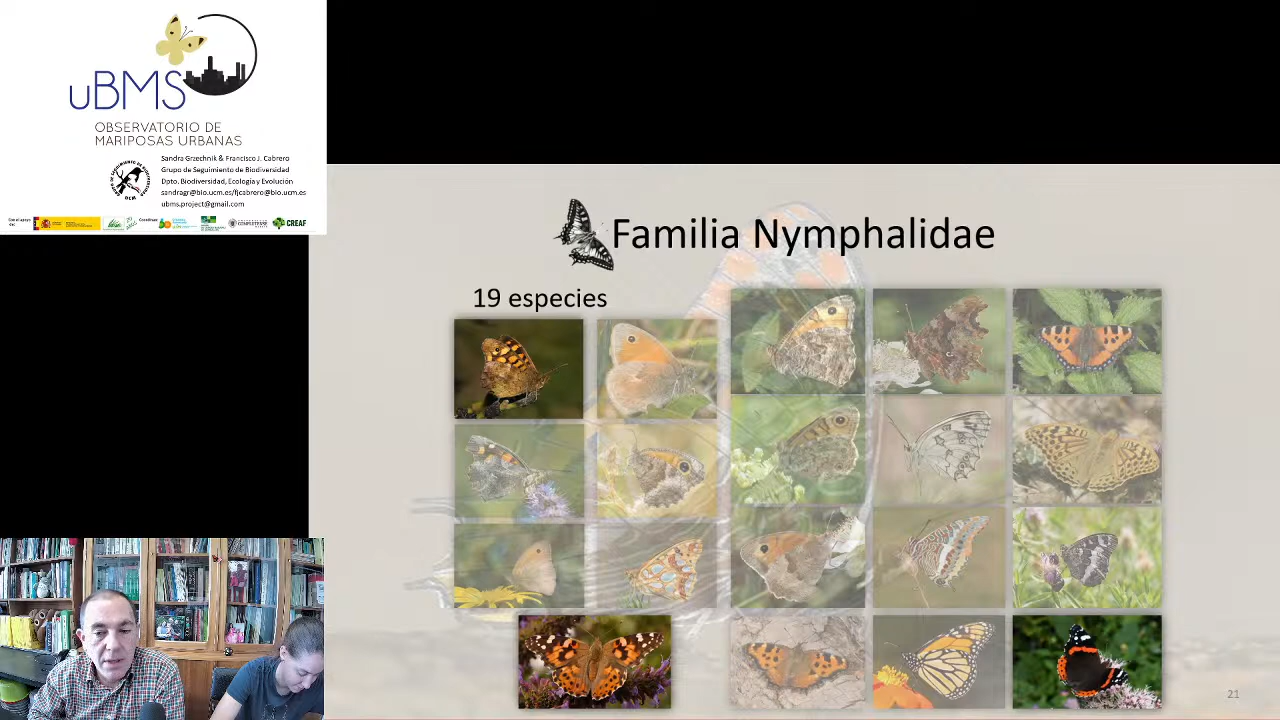 uBMS
OBSERVATORIO DE
MARIPOSAS URBANAS
Sandra Grzechnik & Francisco J. Cabrero
Grupo de Seguimiento de Biodiversidad
Dpto. Biodiversidad, Ecología y Evolución
sandragr@bio.ucm.es/fjcabrero@bio.ucm.es
ubms.project@gmail.com
CREAF
Familia Nymphalidae
19 especies
21